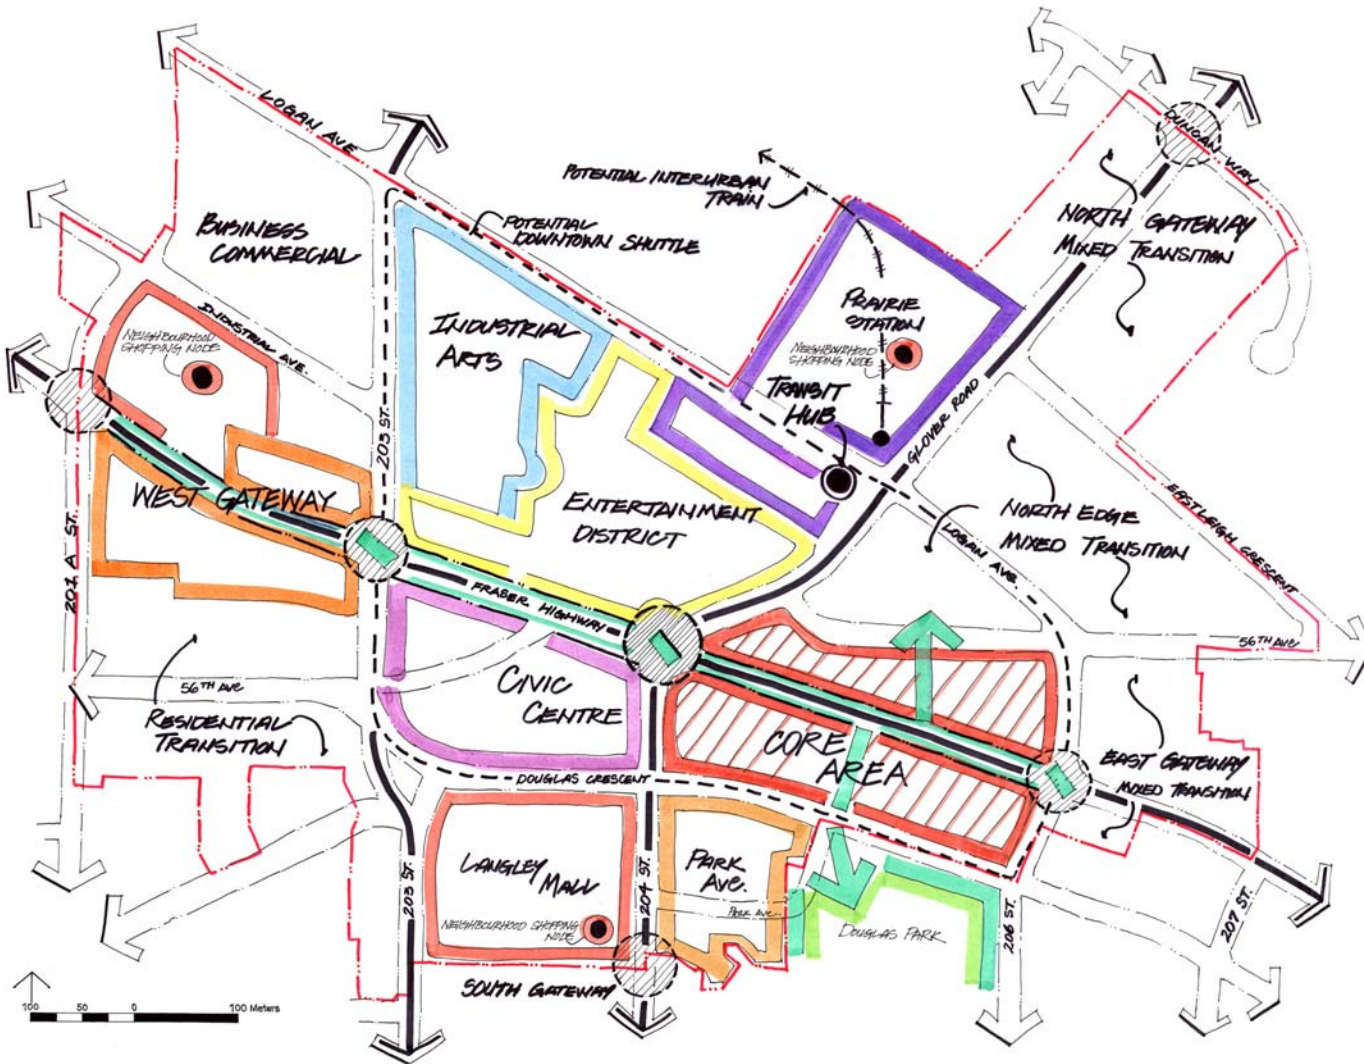 LOGAN AVE
DUNCAN WAY
POTENTIAL INTERURBAN
TRAIN
NORTH GATEWAY
MIXED TRANSITION
BUSINESS
COMMERCIAL
POTENTIAL
DOWNTOWN SHUTTLE
PRAIRIE
STATION
NEIGHBOURHOOD
SHOPPING NODE
INDUSTRIAL AVE.
NEIGHBOURHOOD
SHOPPING NODE
INDUSTRIAL
ARTS
TRANSIT
HUB
GLOVER ROAD
203 ST.
WEST GATEWAY
ENTERTAINMENT
DISTRICT
NORTH EDGE
MIXED TRANSITION
EASTLEIGH CRESCENT
LOGAN AVE
201 A ST.
FRASER HIGHWAY
56TH AVE
56TH AVE
CIVIC
CENTRE
RESIDENTIAL
TRANSITION
CORE
AREA
EAST GATEWAY
MIXED TRANSITION
DOUGLAS CRESCENT
LANGLEY
MALL
NEIGHBOURHOOD SHOPPING
NODE
PARK
AVE.
PARK AVE.
DOUGLAS PARK
203 ST.
204 ST.
206 ST.
207 ST.
SOUTH GATEWAY
100 50 0 100 Meters